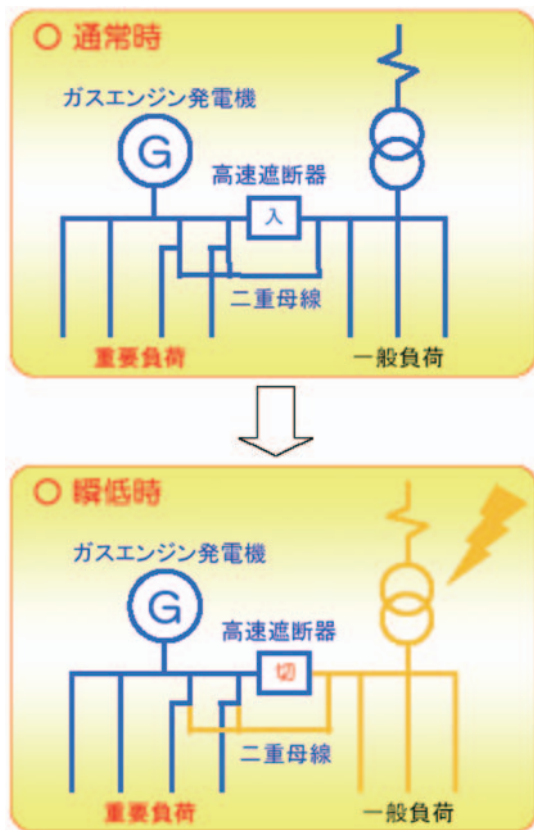 ○ 通常時
ガスエンジン発電機
G
高速遮断器
入
二重母線
重要負荷
一般負荷
○ 瞬低時
ガスエンジン発電機
G
高速遮断器
切
二重母線
重要負荷
一般負荷